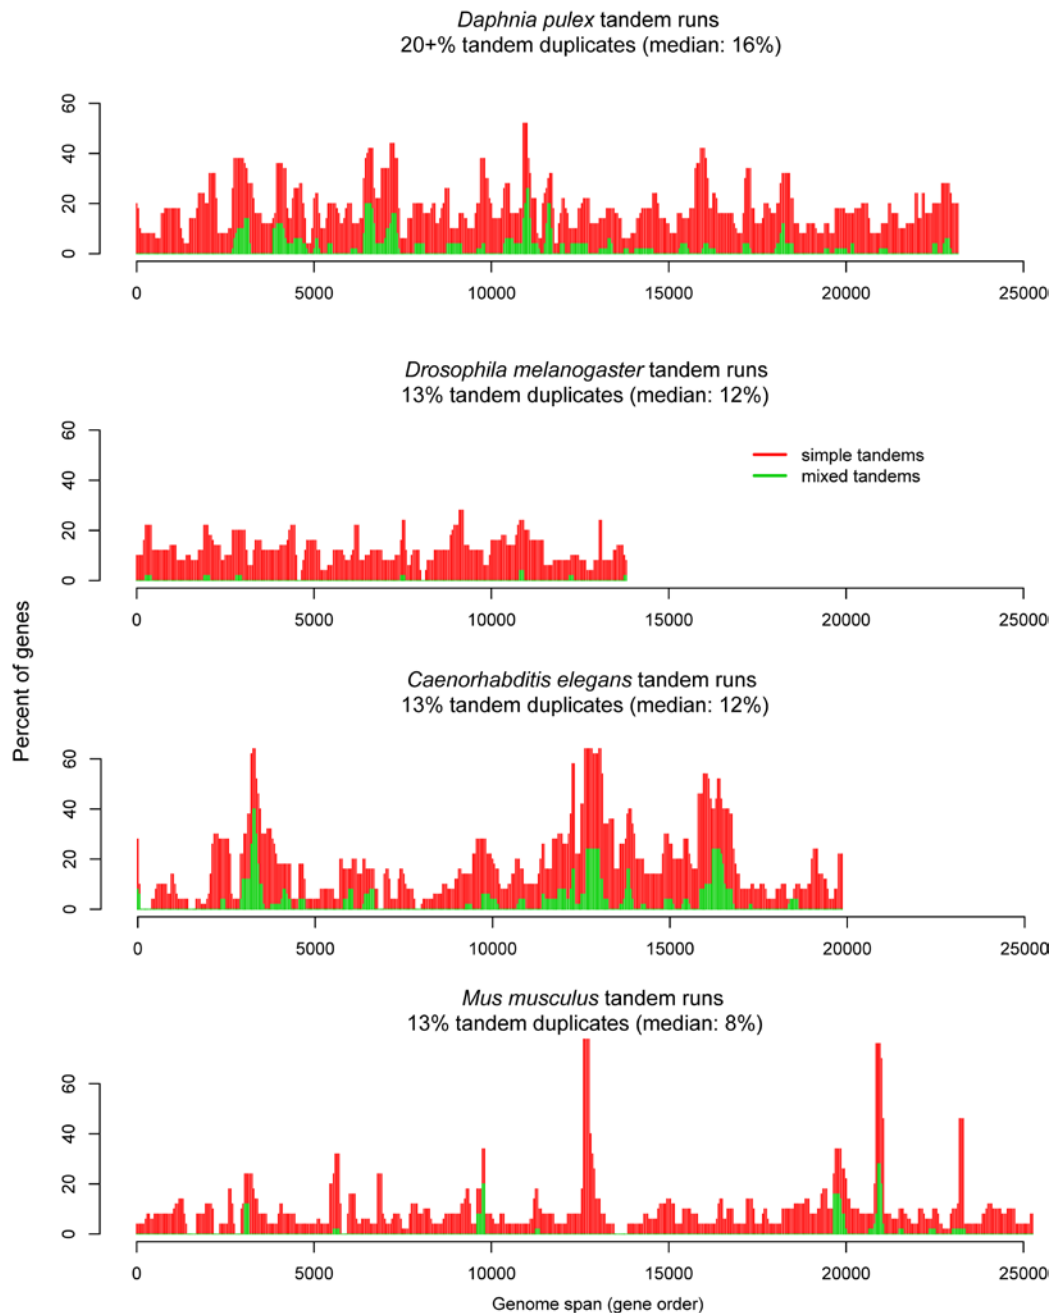 Daphnia pulex tandem runs
20+% tandem duplicates (median: 16%)
60
40
20
0
0 5000 10000 15000 20000 25000
Drosophila melanogaster tandem runs
13% tandem duplicates (median: 12%)
60
40
20
0
simple tandems
mixed tandems
0 5000 10000 15000 20000 25000
Percent of genes
Caenorhabditis elegans tandem runs
13% tandem duplicates (median: 12%)
60
40
20
0
0 5000 10000 15000 20000 25000
Mus musculus tandem runs
13% tandem duplicates (median: 8%)
60
40
20
0
0 5000 10000 15000 20000 25000
Genome span (gene order)